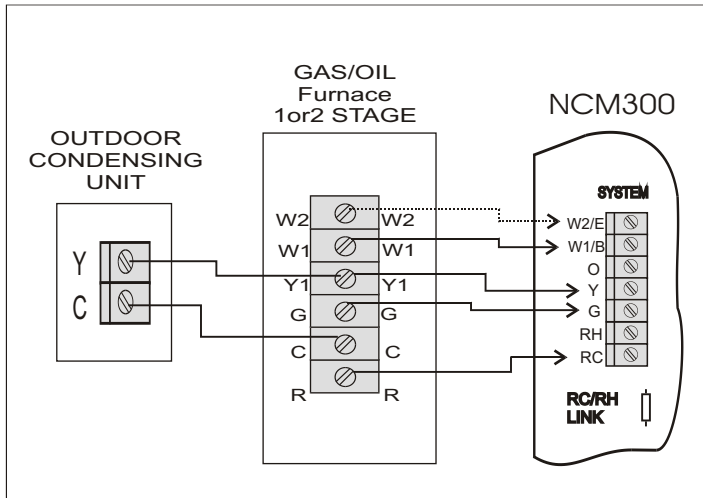 OUTDOOR
CONDENSING
UNIT
Y
C
GAS/OIL
Furnace
1or2 STAGE
W2 W2
W1 W1
Y1 Y1
G G
C C
R R
NCM300
SYSTEM
W2/E
W1/B
O
Y
G
RH
RC
RC/RH
LINK